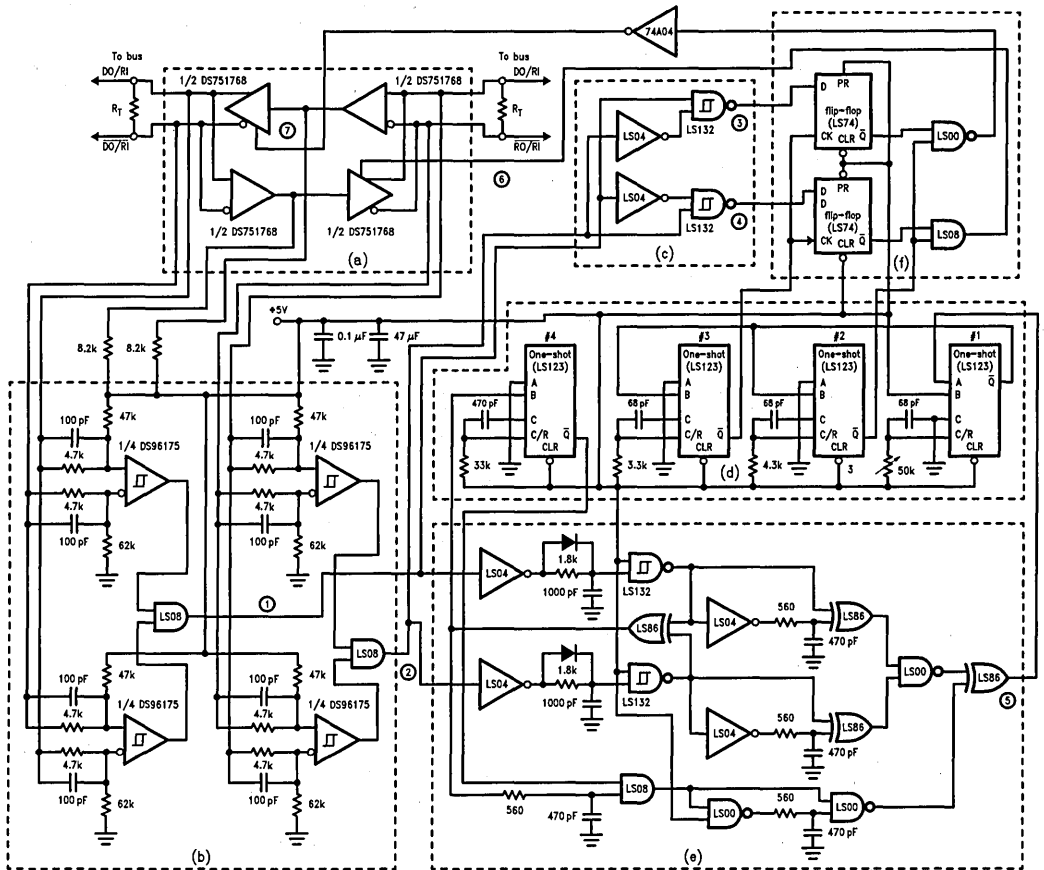 To bus
DO/RI
RT
DO/RI
1/2 DS751768
1/2 DS751768
⑦
1/2 DS751768
1/2 DS751768
(a)
To bus
DO/RI
RT
RO/RI
⑥
74A04
LS04
LS132
③
LS04
LS132
④
(c)
D
PR
flip-flop
(LS74)
CK
CLR
Q
LS00
D
D
PR
flip-flop
(LS74)
CK
CLR
Q
LS08
(f)
+5V
0.1 μF
47 μF
8.2k
8.2k
#4
One-shot
(LS123)
A
B
C
C/R
Q
CLR
470 pF
33k
#3
One-shot
(LS123)
A
B
C
C/R
Q
CLR
68 pF
3.3k
#2
One-shot
(LS123)
A
B
C
C/R
Q
CLR
3
68 pF
4.3k
#1
One-shot
(LS123)
A
B
Q
C
C/R
CLR
68 pF
50k
(d)
47k
100 pF
1/4 DS96175
4.7k
4.7k
100 pF
62k
47k
100 pF
1/4 DS96175
4.7k
4.7k
100 pF
62k
LS08
①
LS08
②
47k
100 pF
1/4 DS96175
4.7k
4.7k
100 pF
62k
47k
100 pF
1/4 DS96175
4.7k
4.7k
100 pF
62k
(b)
LS04
1.8k
1000 pF
LS132
LS86
LS04
560
470 pF
LS86
LS04
1.8k
1000 pF
LS132
LS04
560
470 pF
LS86
LS00
LS86
⑤
560
470 pF
LS08
LS00
560
470 pF
LS00
(e)